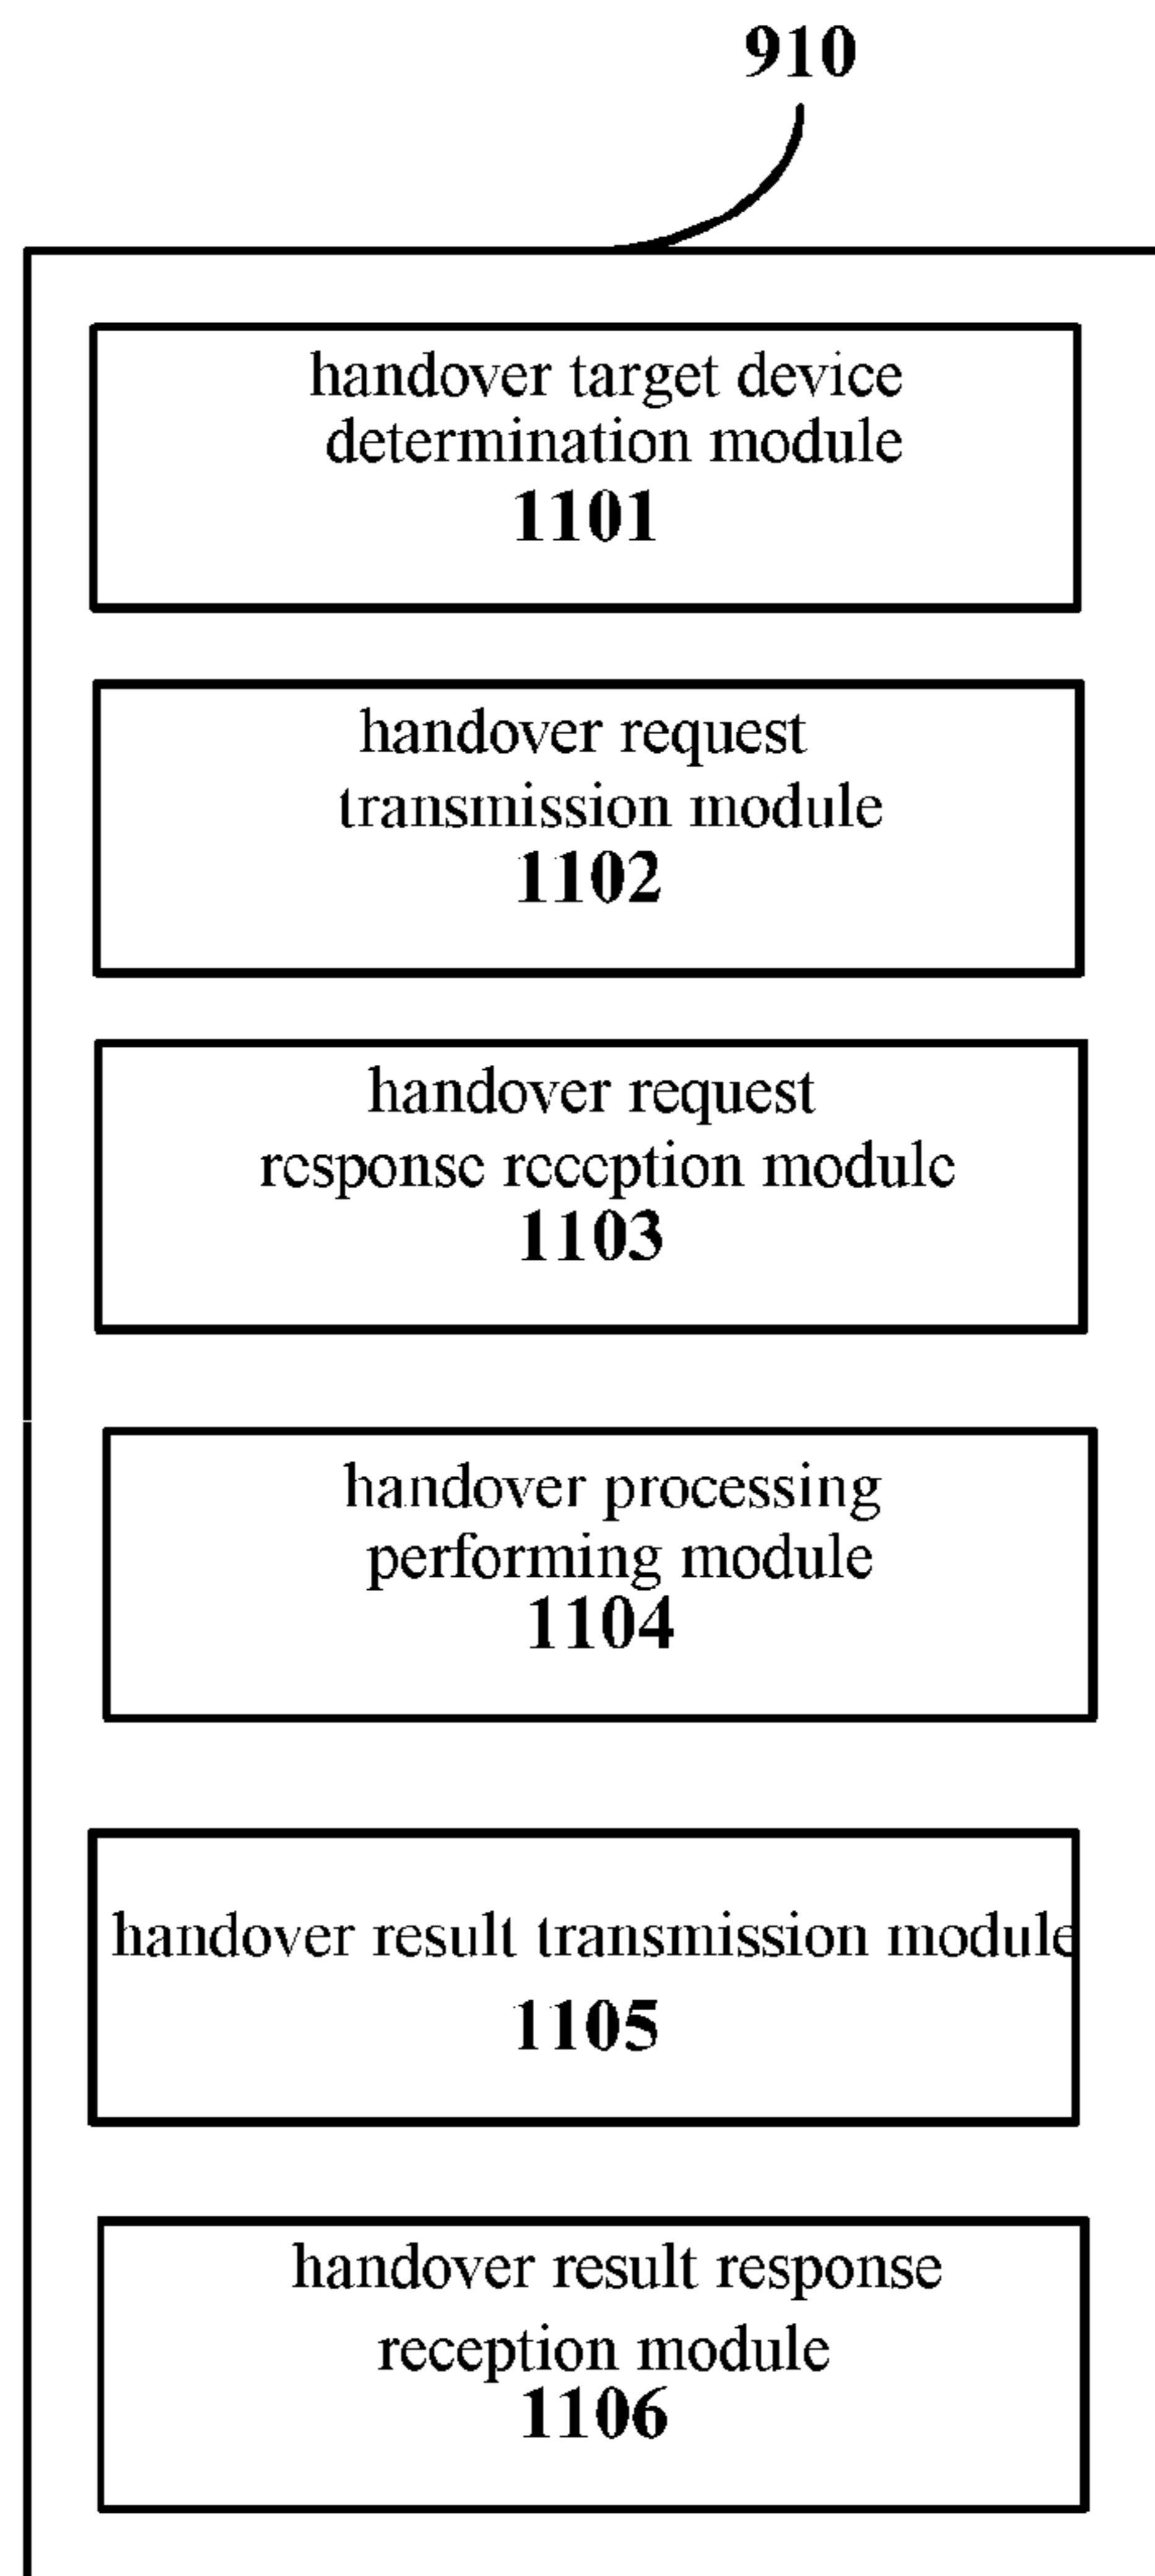 910
handover target device
determination module
1101
handover request
transmission module
1102
handover request
response reception module
1103
handover processing
performing module
1104
handover result transmission module
1105
handover result response
reception module
1106